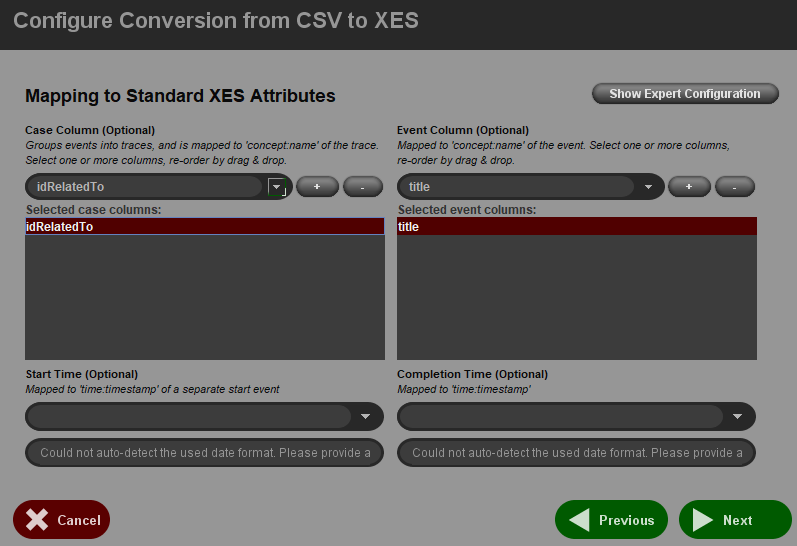 Configure Conversion from CSV to XES
Mapping to Standard XES Attributes
Show Expert Configuration
Case Column (Optional)
Groups events into traces, and is mapped to 'concept:name' of the trace.
Select one or more columns, re-order by drag & drop.
idRelatedTo
+
-
Selected case columns:
idRelatedTo
Event Column (Optional)
Mapped to 'concept:name' of the event. Select one or more columns,
re-order by drag & drop.
title
+
-
Selected event columns:
title
Start Time (Optional)
Mapped to 'time:timestamp' of a separate start event
Could not auto-detect the used date format. Please provide a
Completion Time (Optional)
Mapped to 'time:timestamp'
Could not auto-detect the used date format. Please provide a
Cancel
Previous
Next